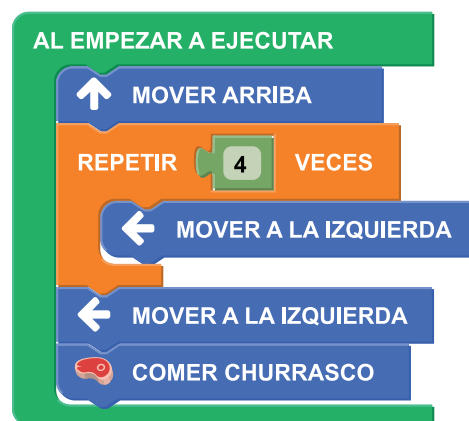 AL EMPEZAR A EJECUTAR
MOVER ARRIBA
REPETIR 4 VECES
MOVER A LA IZQUIERDA
MOVER A LA IZQUIERDA
COMER CHURRASCO